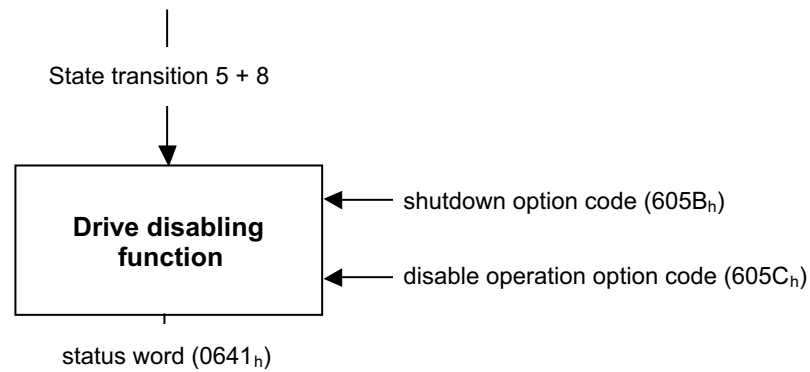 State transition 5 + 8
Drive disabling
function
shutdown option code (605Bₕ)
disable operation option code (605Cₕ)
status word (0641ₕ)